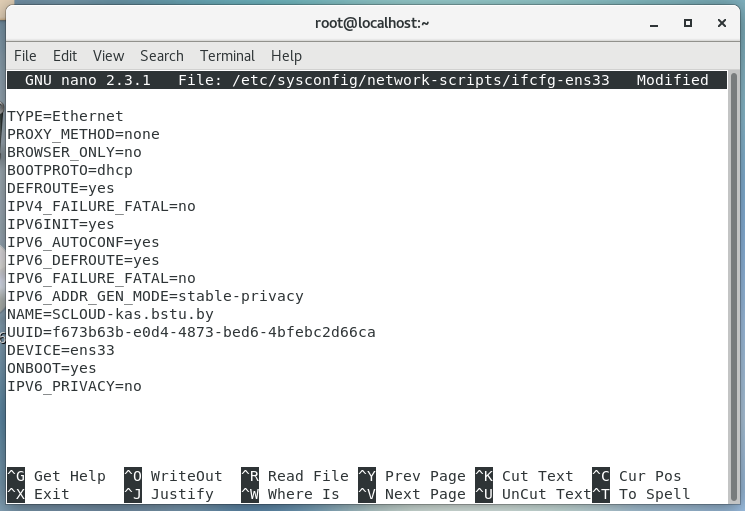 root@localhost:~
File Edit View Search Terminal Help
GNU nano 2.3.1 File: /etc/sysconfig/network-scripts/ifcfg-ens33 Modified
TYPE=Ethernet
PROXY_METHOD=none
BROWSER_ONLY=no
BOOTPROTO=dhcp
DEFROUTE=yes
IPV4_FAILURE_FATAL=no
IPV6INIT=yes
IPV6_AUTOCONF=yes
IPV6_DEFROUTE=yes
IPV6_FAILURE_FATAL=no
IPV6_ADDR_GEN_MODE=stable-privacy
NAME=SCLOUD-kas.bstu.by
UUID=f673b63b-e0d4-4873-bed6-4bfebc2d66ca
DEVICE=ens33
ONBOOT=yes
IPV6_PRIVACY=no
^G Get Help ^O WriteOut ^R Read File ^Y Prev Page ^K Cut Text ^C Cur Pos
^X Exit ^J Justify ^W Where Is ^V Next Page ^U UnCut Text ^T To Spell